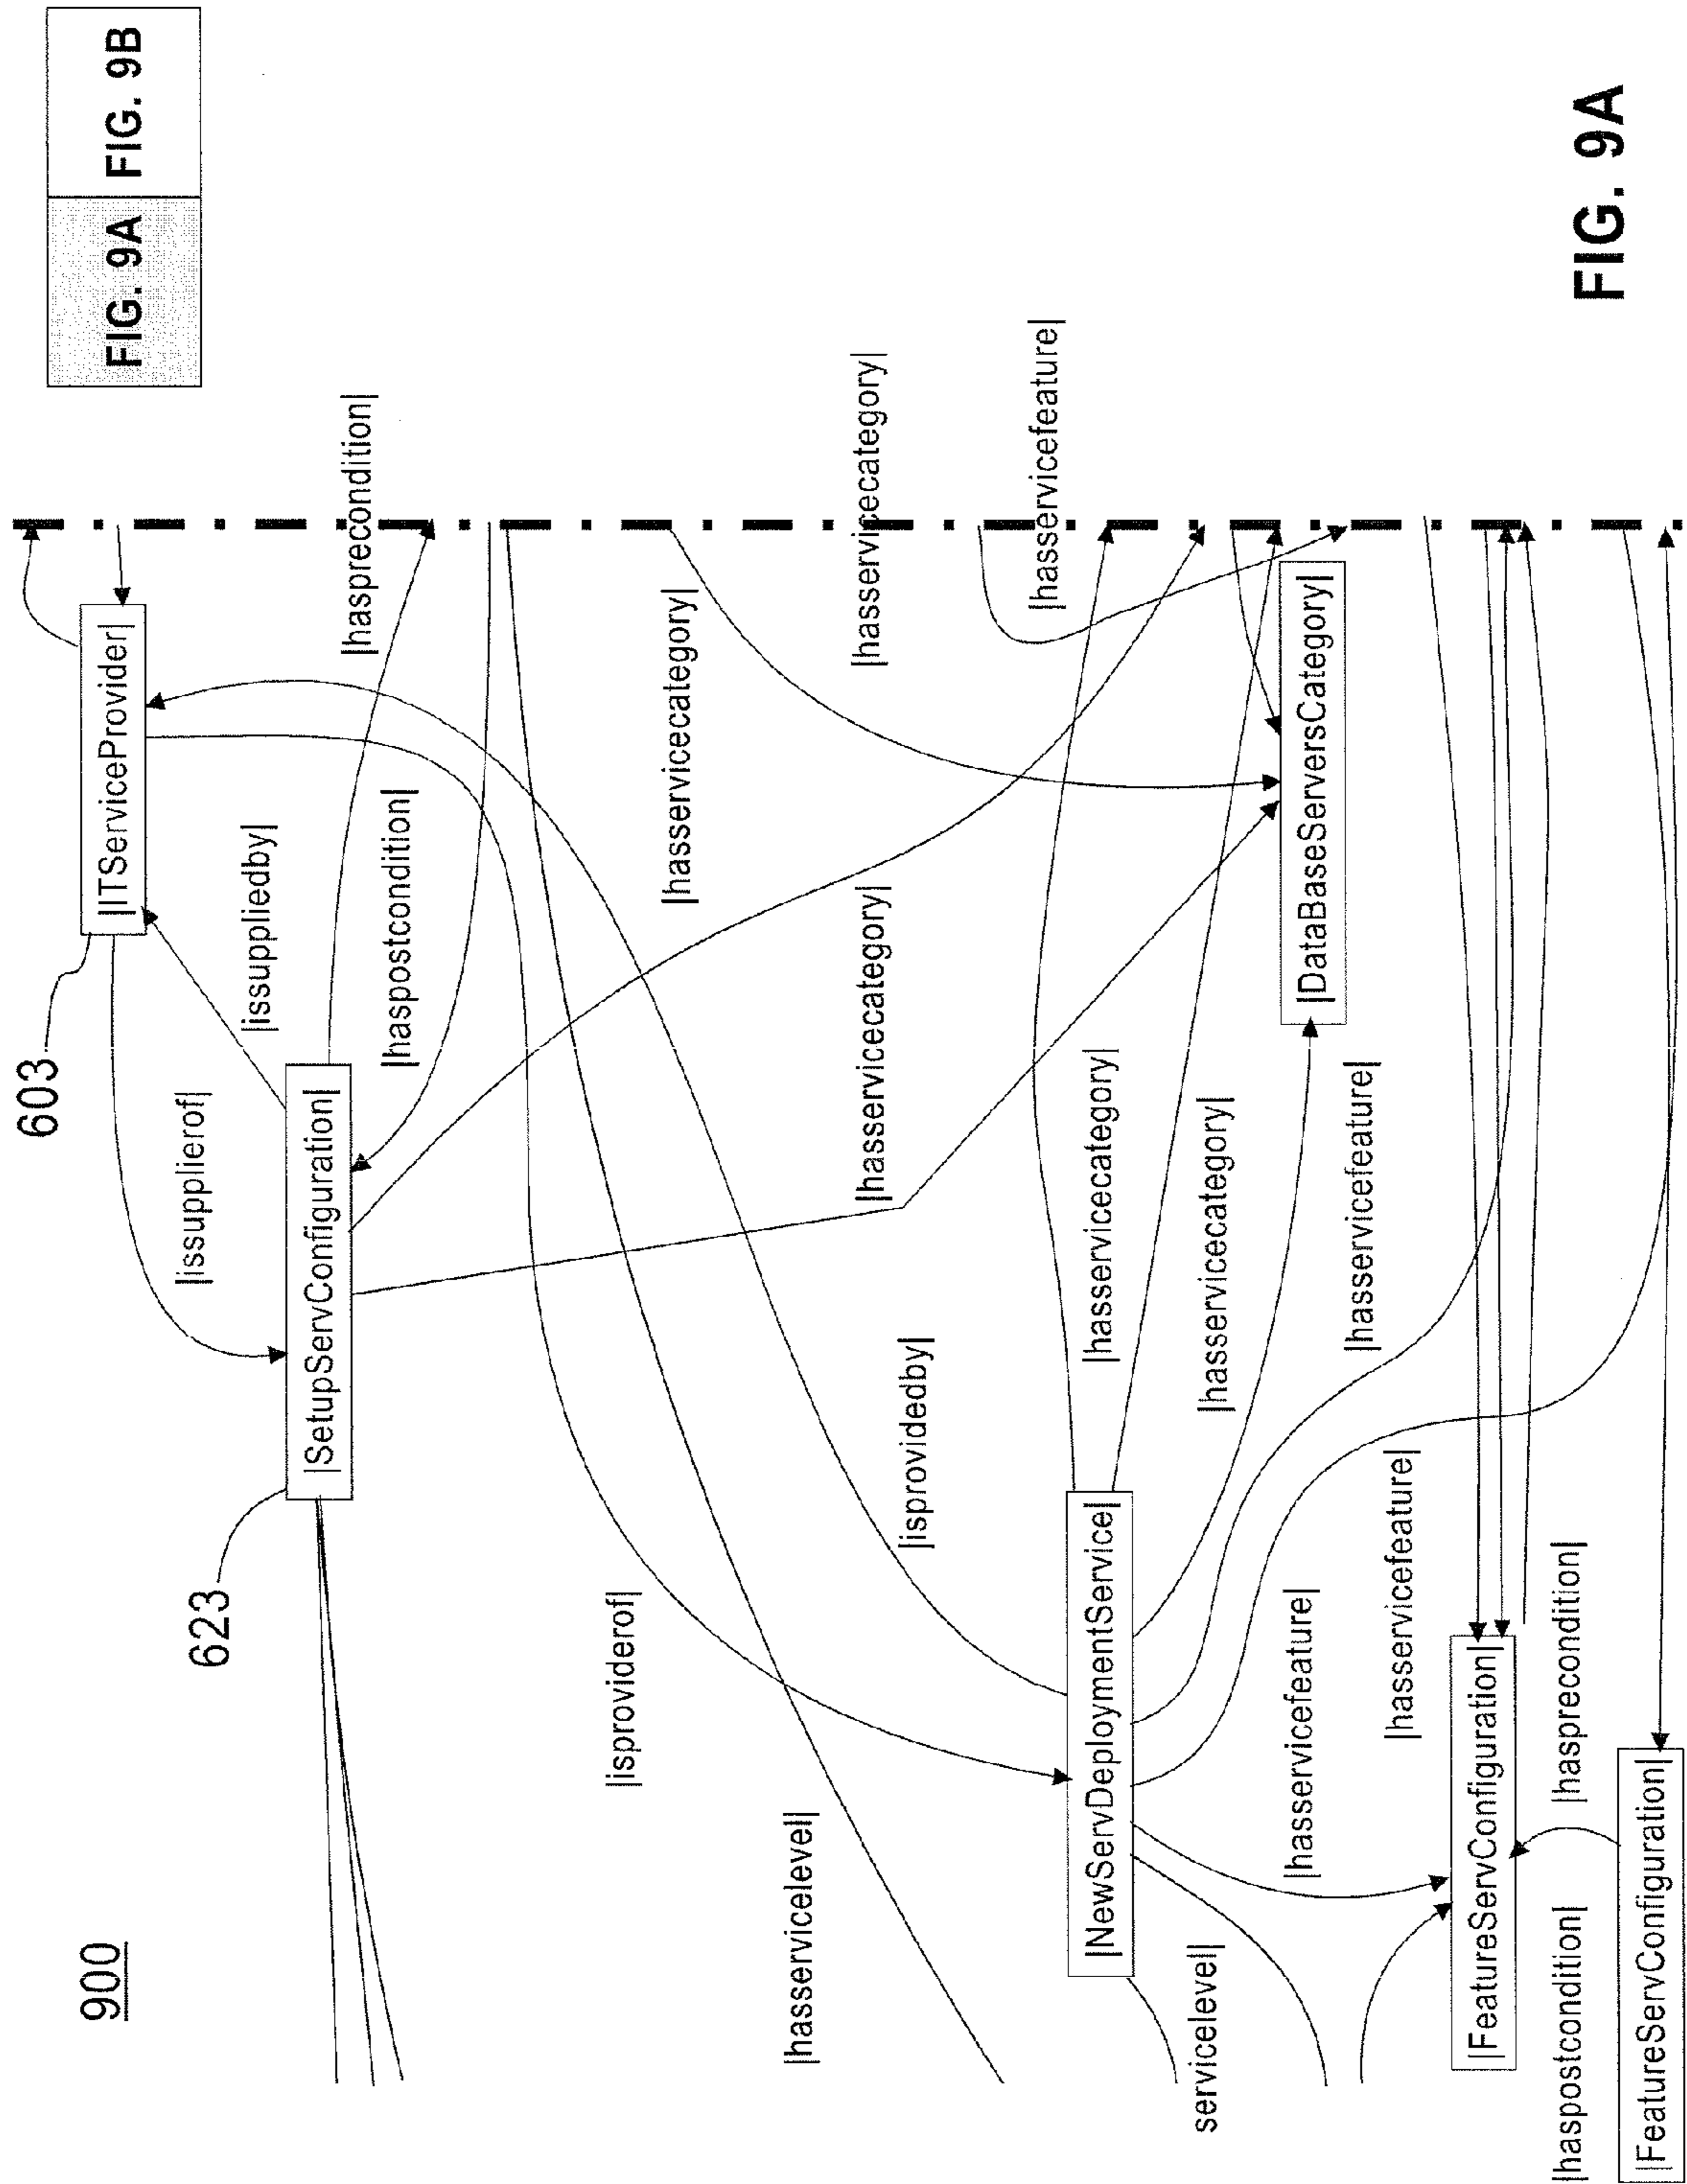 900
FIG. 9A
FIG. 9B
603
|ITServiceProvider|
|issupplierof|
|issuppliedby|
623
|SetupServConfiguration|
|hasprecondition|
|haspostcondition|
|hasservicecategory|
|hasservicecategory|
|hasservicecategory|
|isproviderof|
|isprovidedby|
|hasservicelevel|
|hasservicefeature|
|NewServDeploymentService|
|hasservicecategory|
|hasservicecategory|
|DataBaseServersCategory|
servicelevel|
|hasservicefeature|
|hasservicefeature|
|hasservicefeature|
|FeatureServConfiguration|
|haspostcondition|
|hasprecondition|
|FeatureServConfiguration|
FIG. 9A